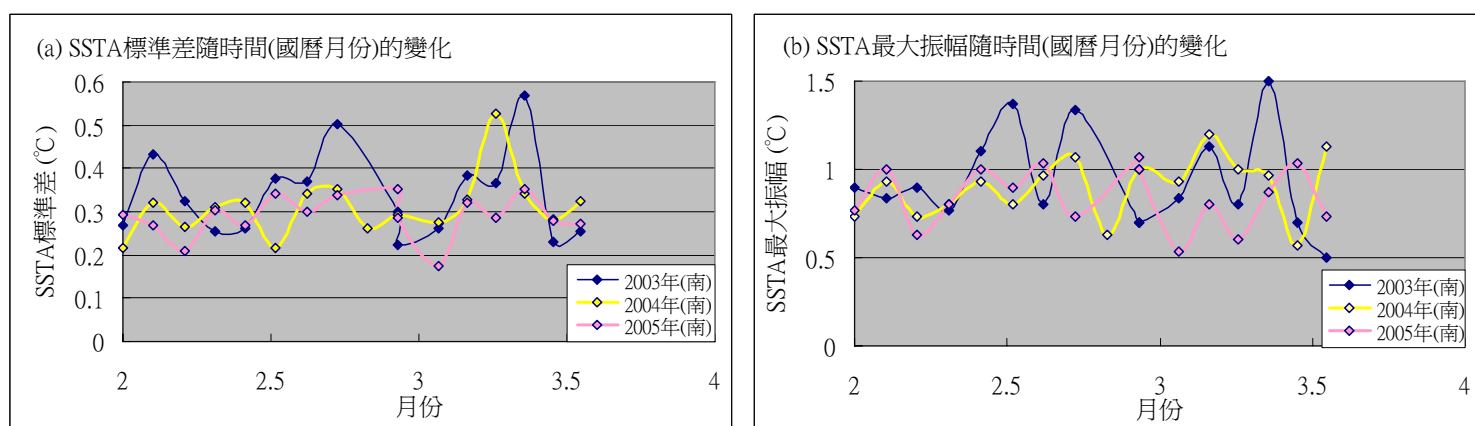 (a) SSTA標準差隨時間(國曆月份)的變化
SSTA標準差 (℃)
0.6
0.5
0.4
0.3
0.2
0.1
0
2
2.5
3
3.5
4
月份
2003年(南)
2004年(南)
2005年(南)
(b) SSTA最大振幅隨時間(國曆月份)的變化
SSTA最大振幅 (℃)
1.5
1
0.5
0
2
2.5
3
3.5
4
月份
2003年(南)
2004年(南)
2005年(南)